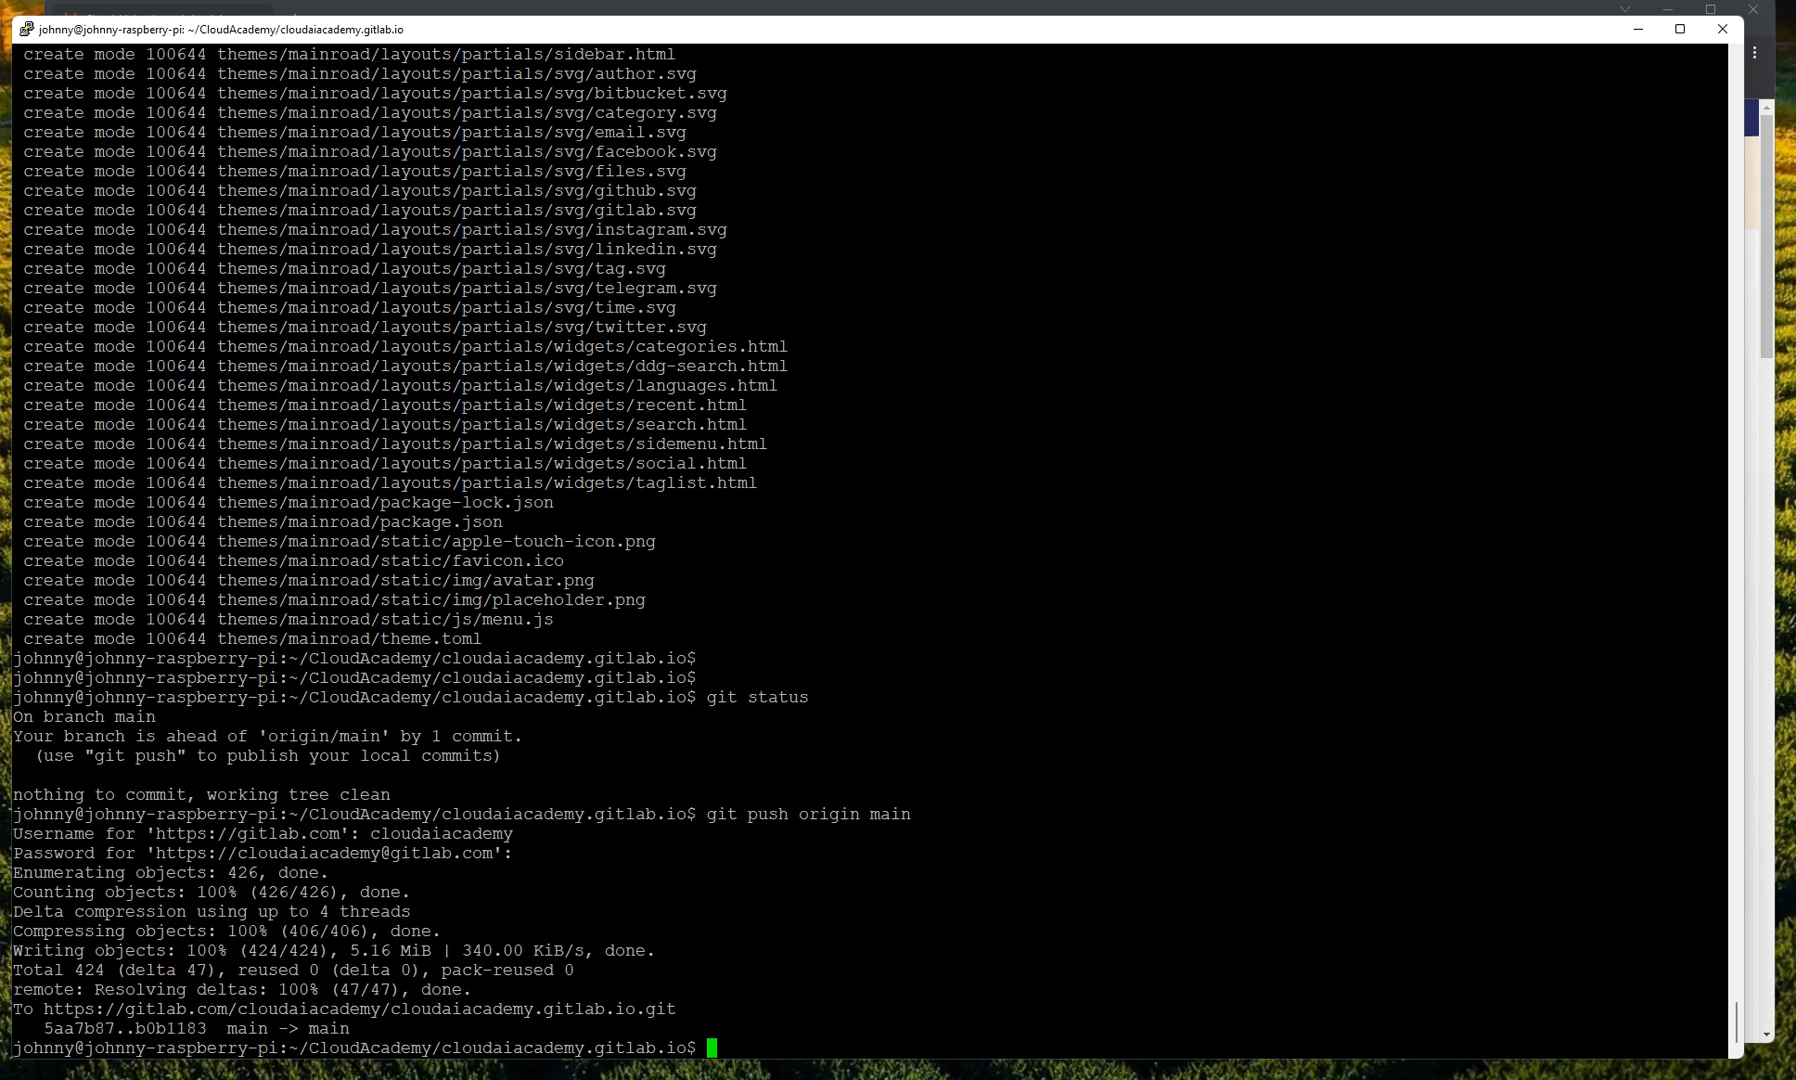 johnny@johnny-raspberry-pi: ~/CloudAcademy/cloudaiacademy.gitlab.io
create mode 100644 themes/mainroad/layouts/partials/sidebar.html
create mode 100644 themes/mainroad/layouts/partials/svg/author.svg
create mode 100644 themes/mainroad/layouts/partials/svg/bitbucket.svg
create mode 100644 themes/mainroad/layouts/partials/svg/category.svg
create mode 100644 themes/mainroad/layouts/partials/svg/email.svg
create mode 100644 themes/mainroad/layouts/partials/svg/facebook.svg
create mode 100644 themes/mainroad/layouts/partials/svg/files.svg
create mode 100644 themes/mainroad/layouts/partials/svg/github.svg
create mode 100644 themes/mainroad/layouts/partials/svg/gitlab.svg
create mode 100644 themes/mainroad/layouts/partials/svg/instagram.svg
create mode 100644 themes/mainroad/layouts/partials/svg/linkedin.svg
create mode 100644 themes/mainroad/layouts/partials/svg/tag.svg
create mode 100644 themes/mainroad/layouts/partials/svg/telegram.svg
create mode 100644 themes/mainroad/layouts/partials/svg/time.svg
create mode 100644 themes/mainroad/layouts/partials/svg/twitter.svg
create mode 100644 themes/mainroad/layouts/partials/widgets/categories.html
create mode 100644 themes/mainroad/layouts/partials/widgets/ddg-search.html
create mode 100644 themes/mainroad/layouts/partials/widgets/languages.html
create mode 100644 themes/mainroad/layouts/partials/widgets/recent.html
create mode 100644 themes/mainroad/layouts/partials/widgets/search.html
create mode 100644 themes/mainroad/layouts/partials/widgets/sidemenu.html
create mode 100644 themes/mainroad/layouts/partials/widgets/social.html
create mode 100644 themes/mainroad/layouts/partials/widgets/taglist.html
create mode 100644 themes/mainroad/package-lock.json
create mode 100644 themes/mainroad/package.json
create mode 100644 themes/mainroad/static/apple-touch-icon.png
create mode 100644 themes/mainroad/static/favicon.ico
create mode 100644 themes/mainroad/static/img/avatar.png
create mode 100644 themes/mainroad/static/img/placeholder.png
create mode 100644 themes/mainroad/static/js/menu.js
create mode 100644 themes/mainroad/theme.toml
johnny@johnny-raspberry-pi:~/CloudAcademy/cloudaiacademy.gitlab.io$
johnny@johnny-raspberry-pi:~/CloudAcademy/cloudaiacademy.gitlab.io$
johnny@johnny-raspberry-pi:~/CloudAcademy/cloudaiacademy.gitlab.io$ git status
On branch main
Your branch is ahead of 'origin/main' by 1 commit.
(use "git push" to publish your local commits)
nothing to commit, working tree clean
johnny@johnny-raspberry-pi:~/CloudAcademy/cloudaiacademy.gitlab.io$ git push origin main
Username for 'https://gitlab.com': cloudaiacademy
Password for 'https://cloudaiacademy@gitlab.com':
Enumerating objects: 426, done.
Counting objects: 100% (426/426), done.
Delta compression using up to 4 threads
Compressing objects: 100% (406/406), done.
Writing objects: 100% (424/424), 5.16 MiB | 340.00 KiB/s, done.
Total 424 (delta 47), reused 0 (delta 0), pack-reused 0
remote: Resolving deltas: 100% (47/47), done.
To https://gitlab.com/cloudaiacademy/cloudaiacademy.gitlab.io.git
5aa7b87..b0b1183 main -> main
johnny@johnny-raspberry-pi:~/CloudAcademy/cloudaiacademy.gitlab.io$